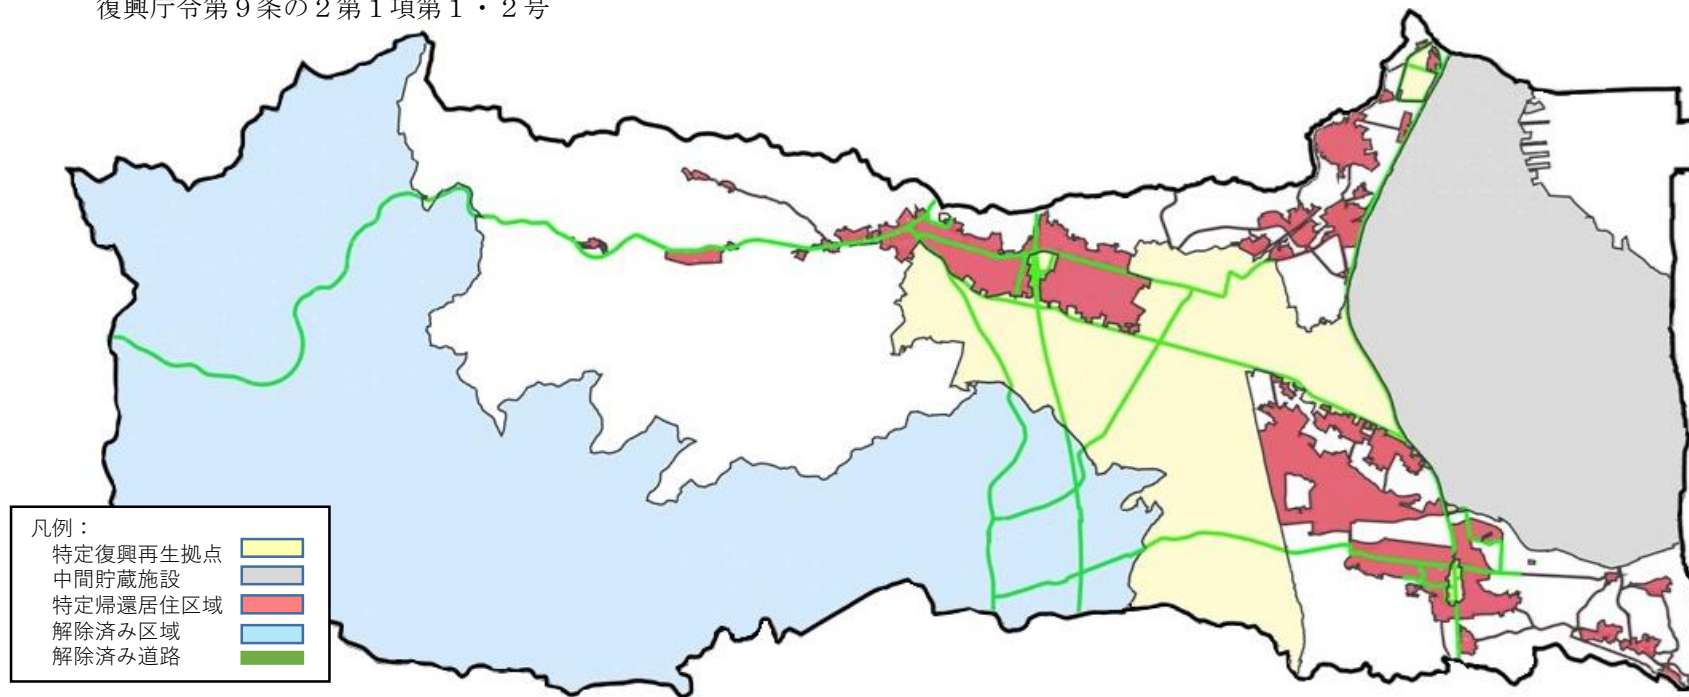 復興庁令第９条の２第１項第１・２号
凡例：
特定復興再生拠点
中間貯蔵施設
特定帰還居住区域
解除済み区域
解除済み道路